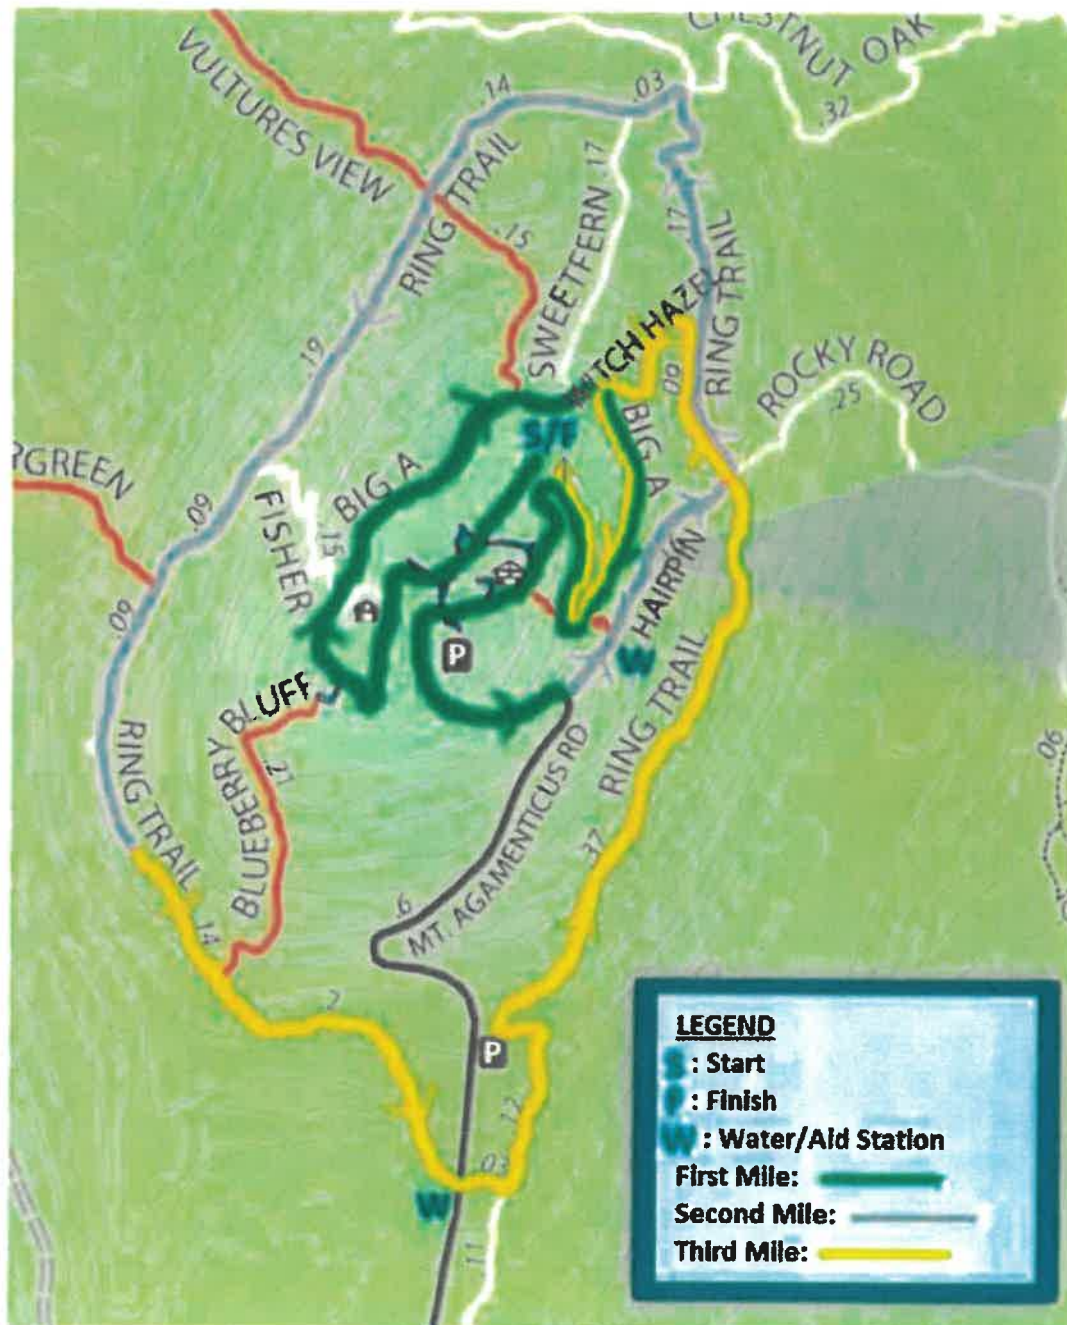 CHESTNUT OAK
.32
.03
.14
VULTURES VIEW
RING TRAIL
.15
SWEETFERN .17
.17
RING TRAIL
WITCH HAZEL
.09
ROCKY ROAD
.25
.19
S/F
BIG A
BIG A
RGREEN
FISHER
.15
.09
.09
HAIRPIN
P
W
BLUEBERRY BLUFF
.17
RING TRAIL
RING TRAIL
.37
MT. AGAMENTICUS RD
.6
.06
.14
.2
P
.12
.03
W
.11
LEGEND
S : Start
F : Finish
W : Water/Aid Station
First Mile:
Second Mile:
Third Mile: